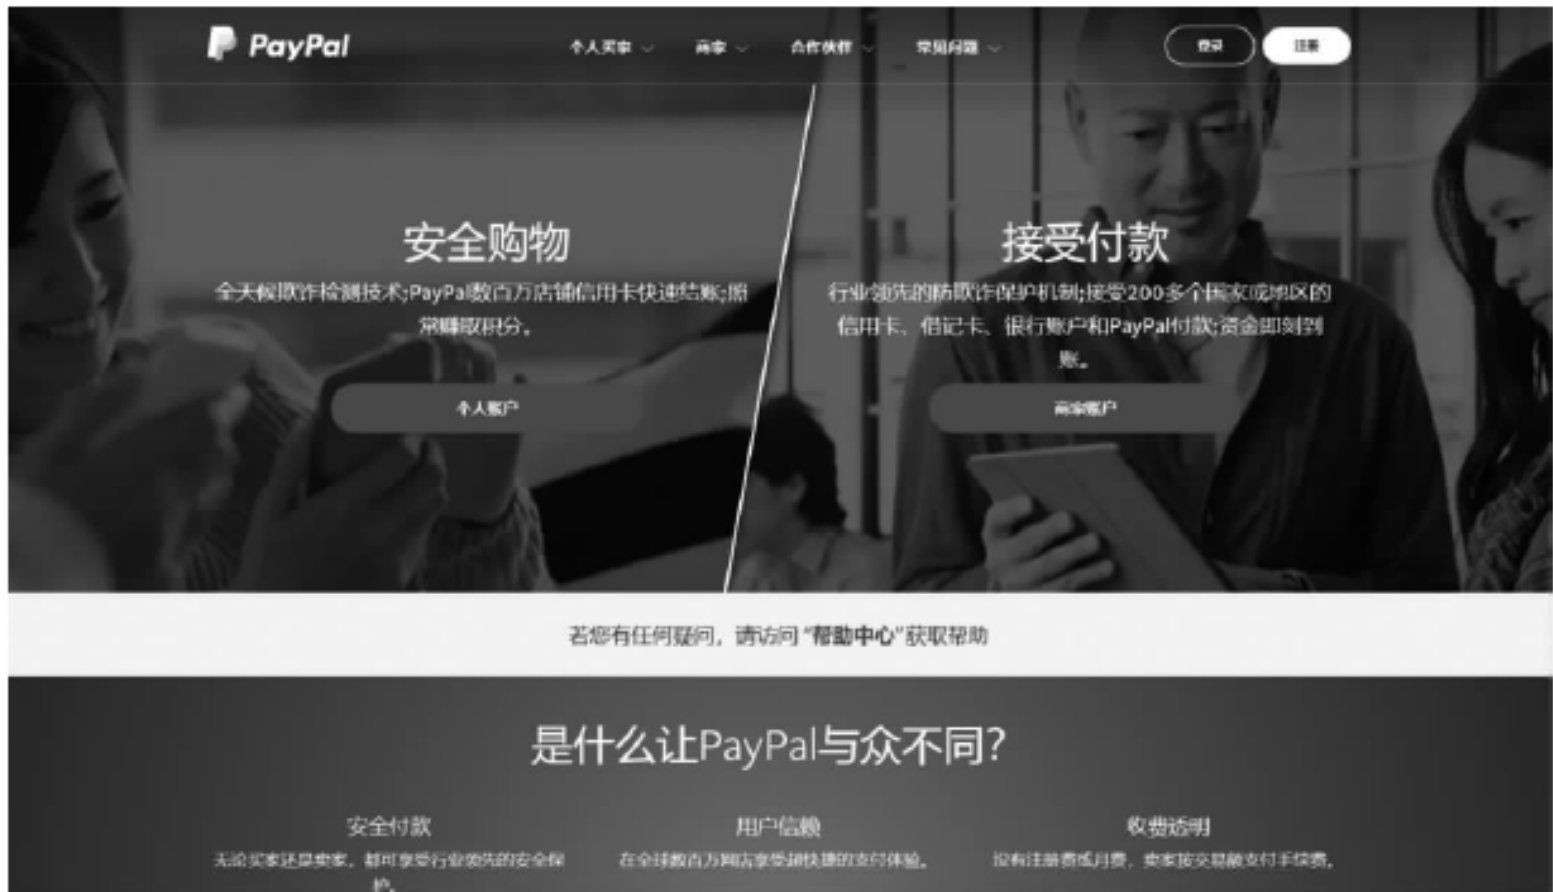 PayPal
个人买家
商家
合作伙伴
常见问题
登录
注册
安全购物
全天候欺诈检测技术;PayPal数百万店铺信用卡快速结账;照
常赚取积分。
个人账户
接受付款
行业领先的防欺诈保护机制;接受200多个国家或地区的
信用卡、借记卡、银行账户和PayPal付款;资金即刻到
账。
商家账户
若您有任何疑问，请访问 “帮助中心” 获取帮助
是什么让PayPal与众不同?
安全付款
无论买家还是卖家，都可享受行业领先的安全保
护。
用户信赖
在全球数百万网店享受超快捷的支付体验。
收费透明
没有注册费或月费，卖家按交易额支付手续费。